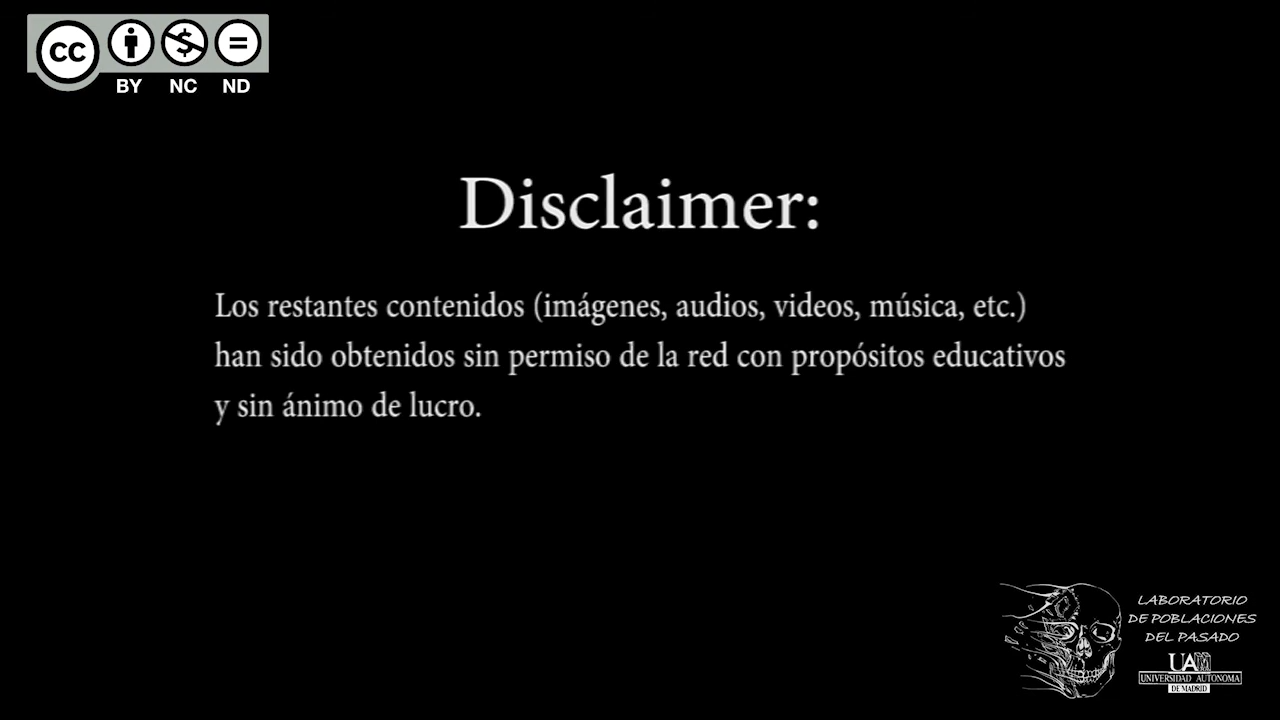 CC
BY NC ND
Disclaimer:
Los restantes contenidos (imágenes, audios, videos, música, etc.)
han sido obtenidos sin permiso de la red con propósitos educativos
y sin ánimo de lucro.
LABORATORIO
DE POBLACIONES
DEL PASADO
UAM
UNIVERSIDAD AUTONOMA
DE MADRID